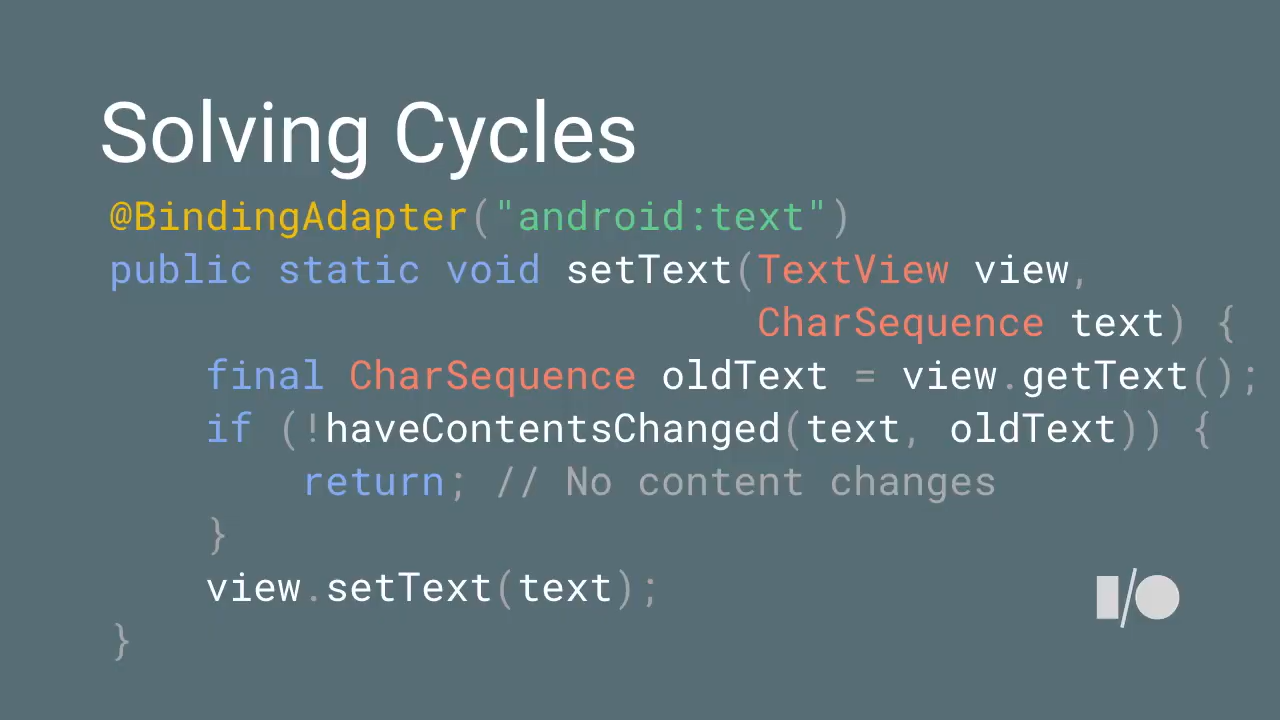 Solving Cycles
@BindingAdapter("android:text")
public static void setText(TextView view,
                           CharSequence text) {
    final CharSequence oldText = view.getText();
    if (!haveContentsChanged(text, oldText)) {
        return; // No content changes
    }
    view.setText(text);
}
I/O